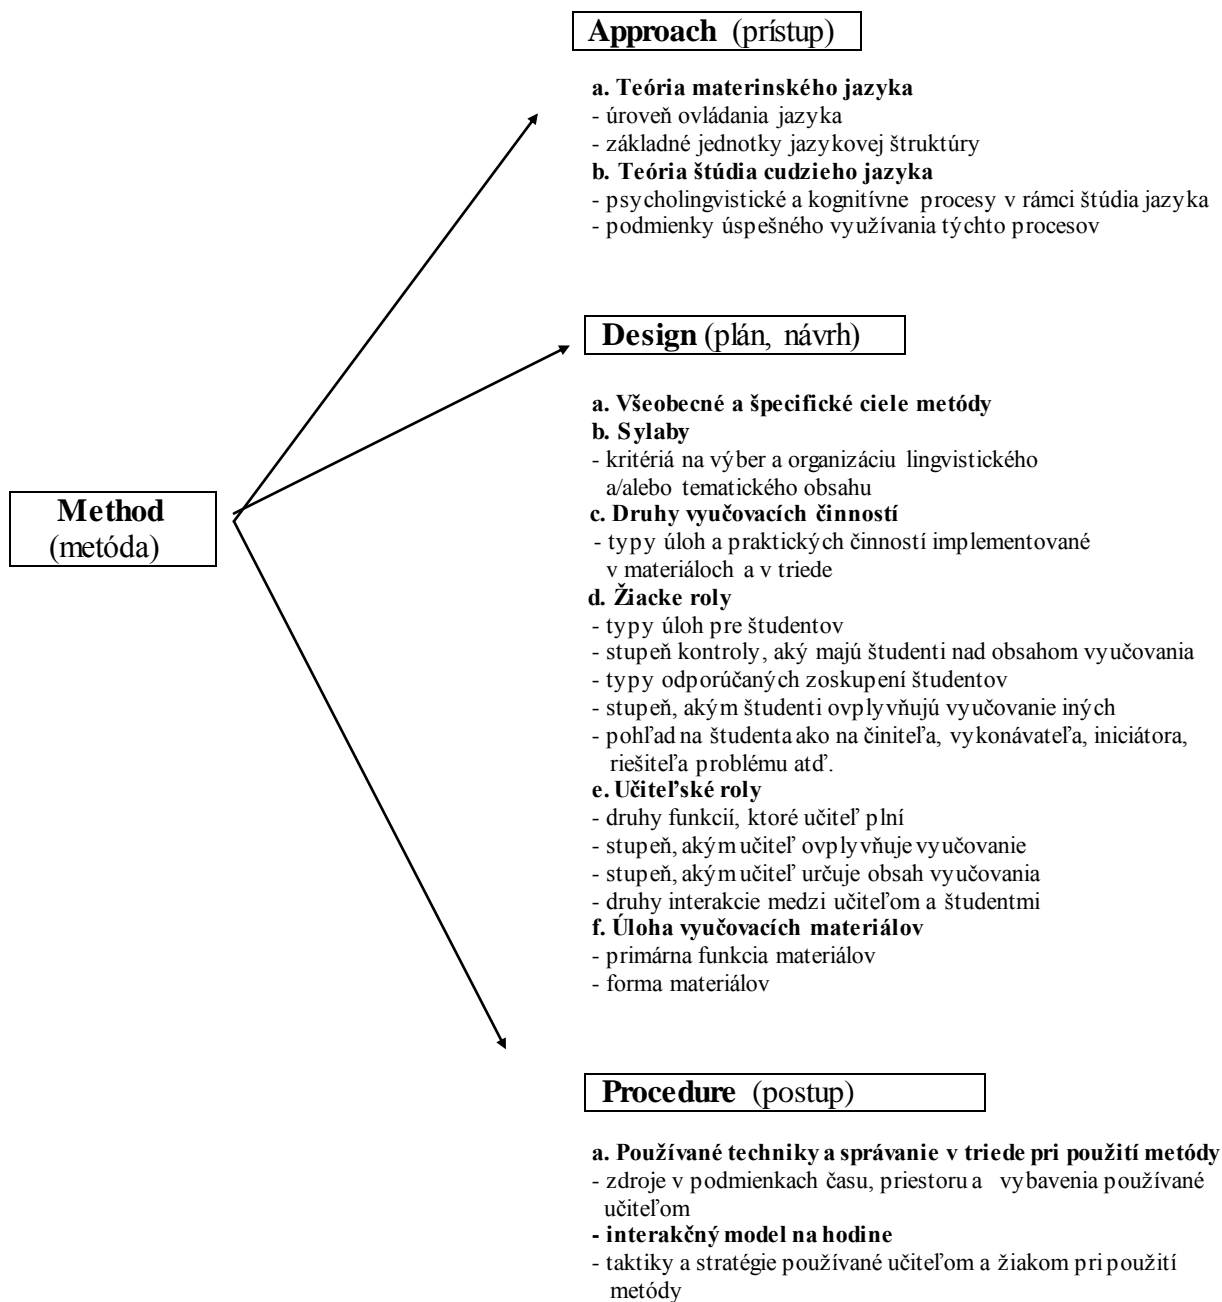 Approach (prístup)
a. Teória materinského jazyka
- úroveň ovládania jazyka
- základné jednotky jazykovej štruktúry
b. Teória štúdia cudzieho jazyka
- psycholingvistické a kognitívne procesy v rámci štúdia jazyka
- podmienky úspešného využívania týchto procesov
Design (plán, návrh)
a. Všeobecné a špecifické ciele metódy
b. Sylaby
- kritériá na výber a organizáciu lingvistického
a/alebo tematického obsahu
c. Druhy vyučovacích činností
- typy úloh a praktických činností implementované
v materiáloch a v triede
d. Žiacke roly
- typy úloh pre študentov
- stupeň kontroly, aký majú študenti nad obsahom vyučovania
- typy odporúčaných zoskupení študentov
- stupeň, akým študenti ovplyvňujú vyučovanie iných
- pohľad na študenta ako na činiteľa, vykonávateľa, iniciátora,
riešiteľa problému atď.
e. Učiteľské roly
- druhy funkcií, ktoré učiteľ plní
- stupeň, akým učiteľ ovplyvňuje vyučovanie
- stupeň, akým učiteľ určuje obsah vyučovania
- druhy interakcie medzi učiteľom a študentmi
f. Úloha vyučovacích materiálov
- primárna funkcia materiálov
- forma materiálov
Method
(metóda)
Procedure (postup)
a. Používané techniky a správanie v triede pri použití metódy
- zdroje v podmienkach času, priestoru a vybavenia používané
učiteľom
- interakčný model na hodine
- taktiky a stratégie používané učiteľom a žiakom pri použití
metódy